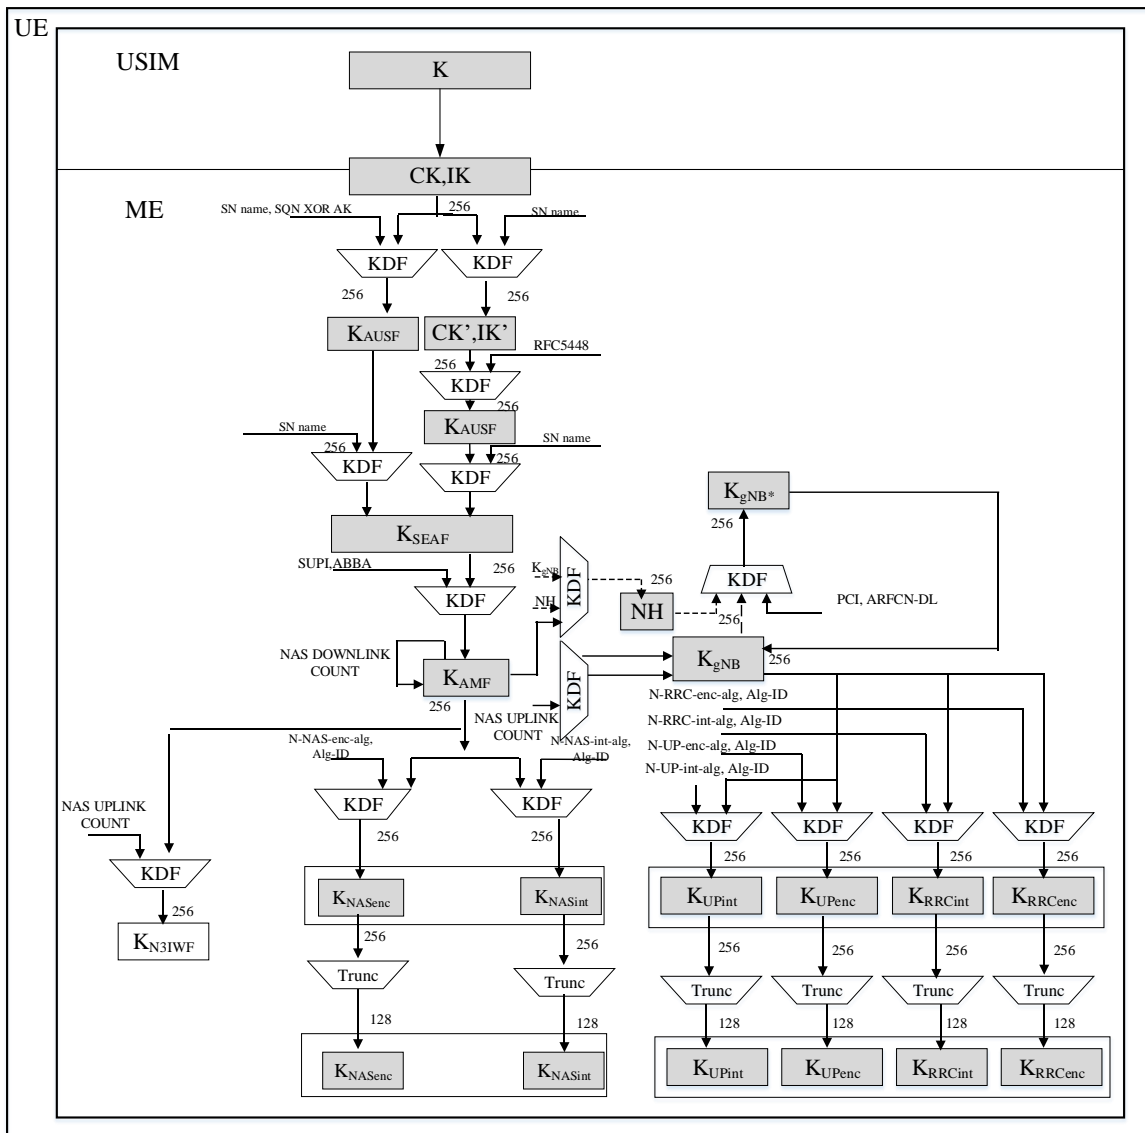 UE
USIM
K
CK,IK
ME
SN name, SQN XOR AK
256
SN name
KDF
KDF
256
256
KAUSF
CK’,IK’
RFC5448
256
KDF
256
KAUSF
SN name
SN name
256
256
KDF
KDF
KgNB*
256
KSEAF
SUPI,ABBA
256
KDF
KgNB
KDF
256
KDF
NH
NH
256
PCI, ARFCN-DL
NAS DOWNLINK
COUNT
KAMF
256
KDF
KgNB
256
NAS UPLINK
COUNT
N-RRC-enc-alg, Alg-ID
N-RRC-int-alg, Alg-ID
N-UP-enc-alg, Alg-ID
N-UP-int-alg, Alg-ID
N-NAS-enc-alg,
Alg-ID
N-NAS-int-alg,
Alg-ID
NAS UPLINK
COUNT
KDF
KDF
KDF
KDF
KDF
KDF
256
256
256
256
256
256
KDF
256
KN3IWF
KNASenc
KNASint
KUPint
KUPenc
KRRCint
KRRCenc
256
256
256
256
256
256
Trunc
Trunc
Trunc
Trunc
Trunc
Trunc
128
128
128
128
128
128
KNASenc
KNASint
KUPint
KUPenc
KRRCint
KRRCenc